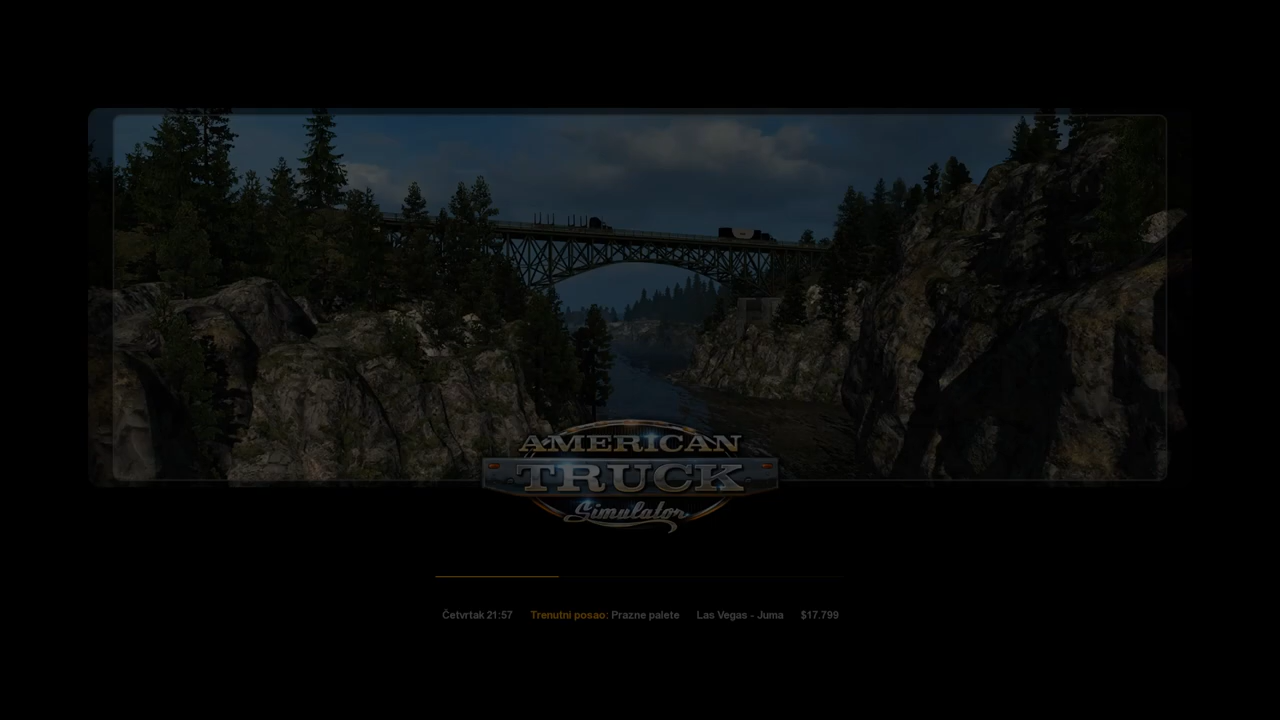 AMERICAN
TRUCK
Simulator
Četvrtak 21:57 Trenutni posao: Prazne palete Las Vegas - Juma $17.799